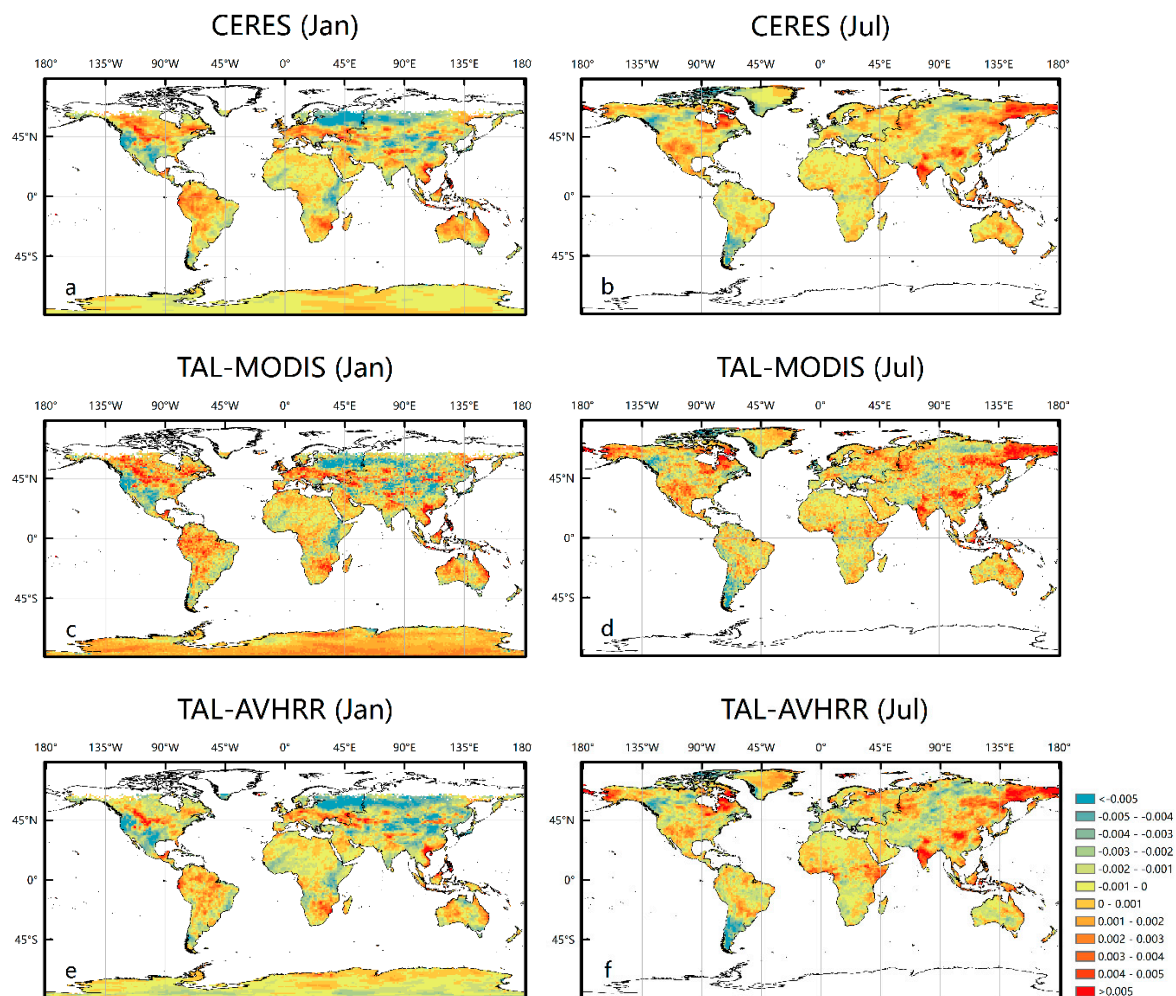 CERES (Jan)
CERES (Jul)
180° 135°W 90°W 45°W 0° 45°E 90°E 135°E 180
180° 135°W 90°W 45°W 0° 45°E 90°E 135°E 180°
45°N
0°
45°S
a
45°N
0°
45°S
b
TAL-MODIS (Jan)
TAL-MODIS (Jul)
180° 135°W 90°W 45°W 0° 45°E 90°E 135°E 180
180° 135°W 90°W 45°W 0° 45°E 90°E 135°E 180°
45°N
0°
45°S
c
45°N
0°
45°S
d
TAL-AVHRR (Jan)
TAL-AVHRR (Jul)
180° 135°W 90°W 45°W 0° 45°E 90°E 135°E 180
180° 135°W 90°W 45°W 0° 45°E 90°E 135°E 180°
45°N
0°
45°S
e
45°N
0°
45°S
f
<-0.005
-0.005 - -0.004
-0.004 - -0.003
-0.003 - -0.002
-0.002 - -0.001
-0.001 - 0
0 - 0.001
0.001 - 0.002
0.002 - 0.003
0.003 - 0.004
0.004 - 0.005
>0.005